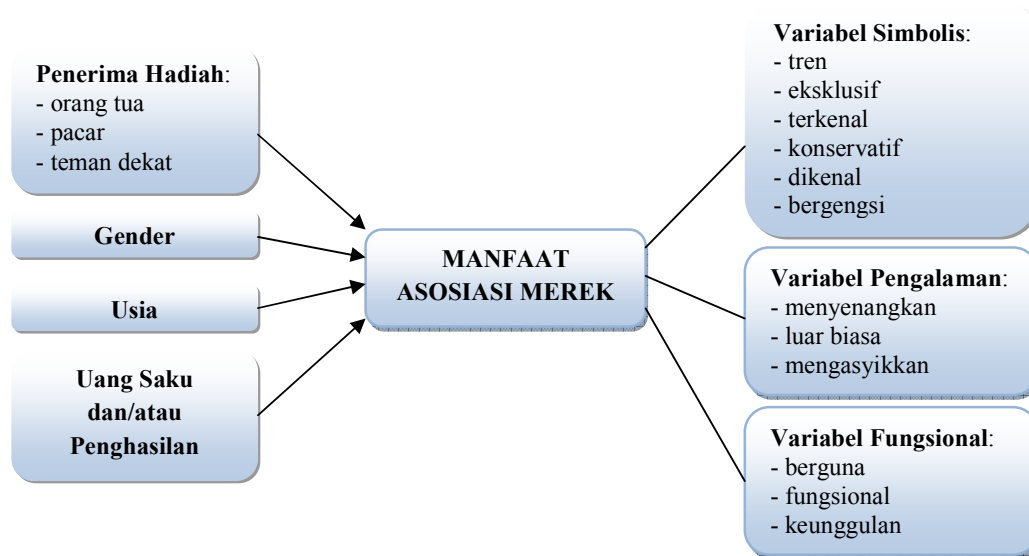 Penerima Hadiah:
- orang tua
- pacar
- teman dekat
Gender
Usia
Uang Saku
dan/atau
Penghasilan
MANFAAT
ASOSIASI MEREK
Variabel Simbolis:
- tren
- eksklusif
- terkenal
- konservatif
- dikenal
- bergengsi
Variabel Pengalaman:
- menyenangkan
- luar biasa
- mengasyikkan
Variabel Fungsional:
- berguna
- fungsional
- keunggulan